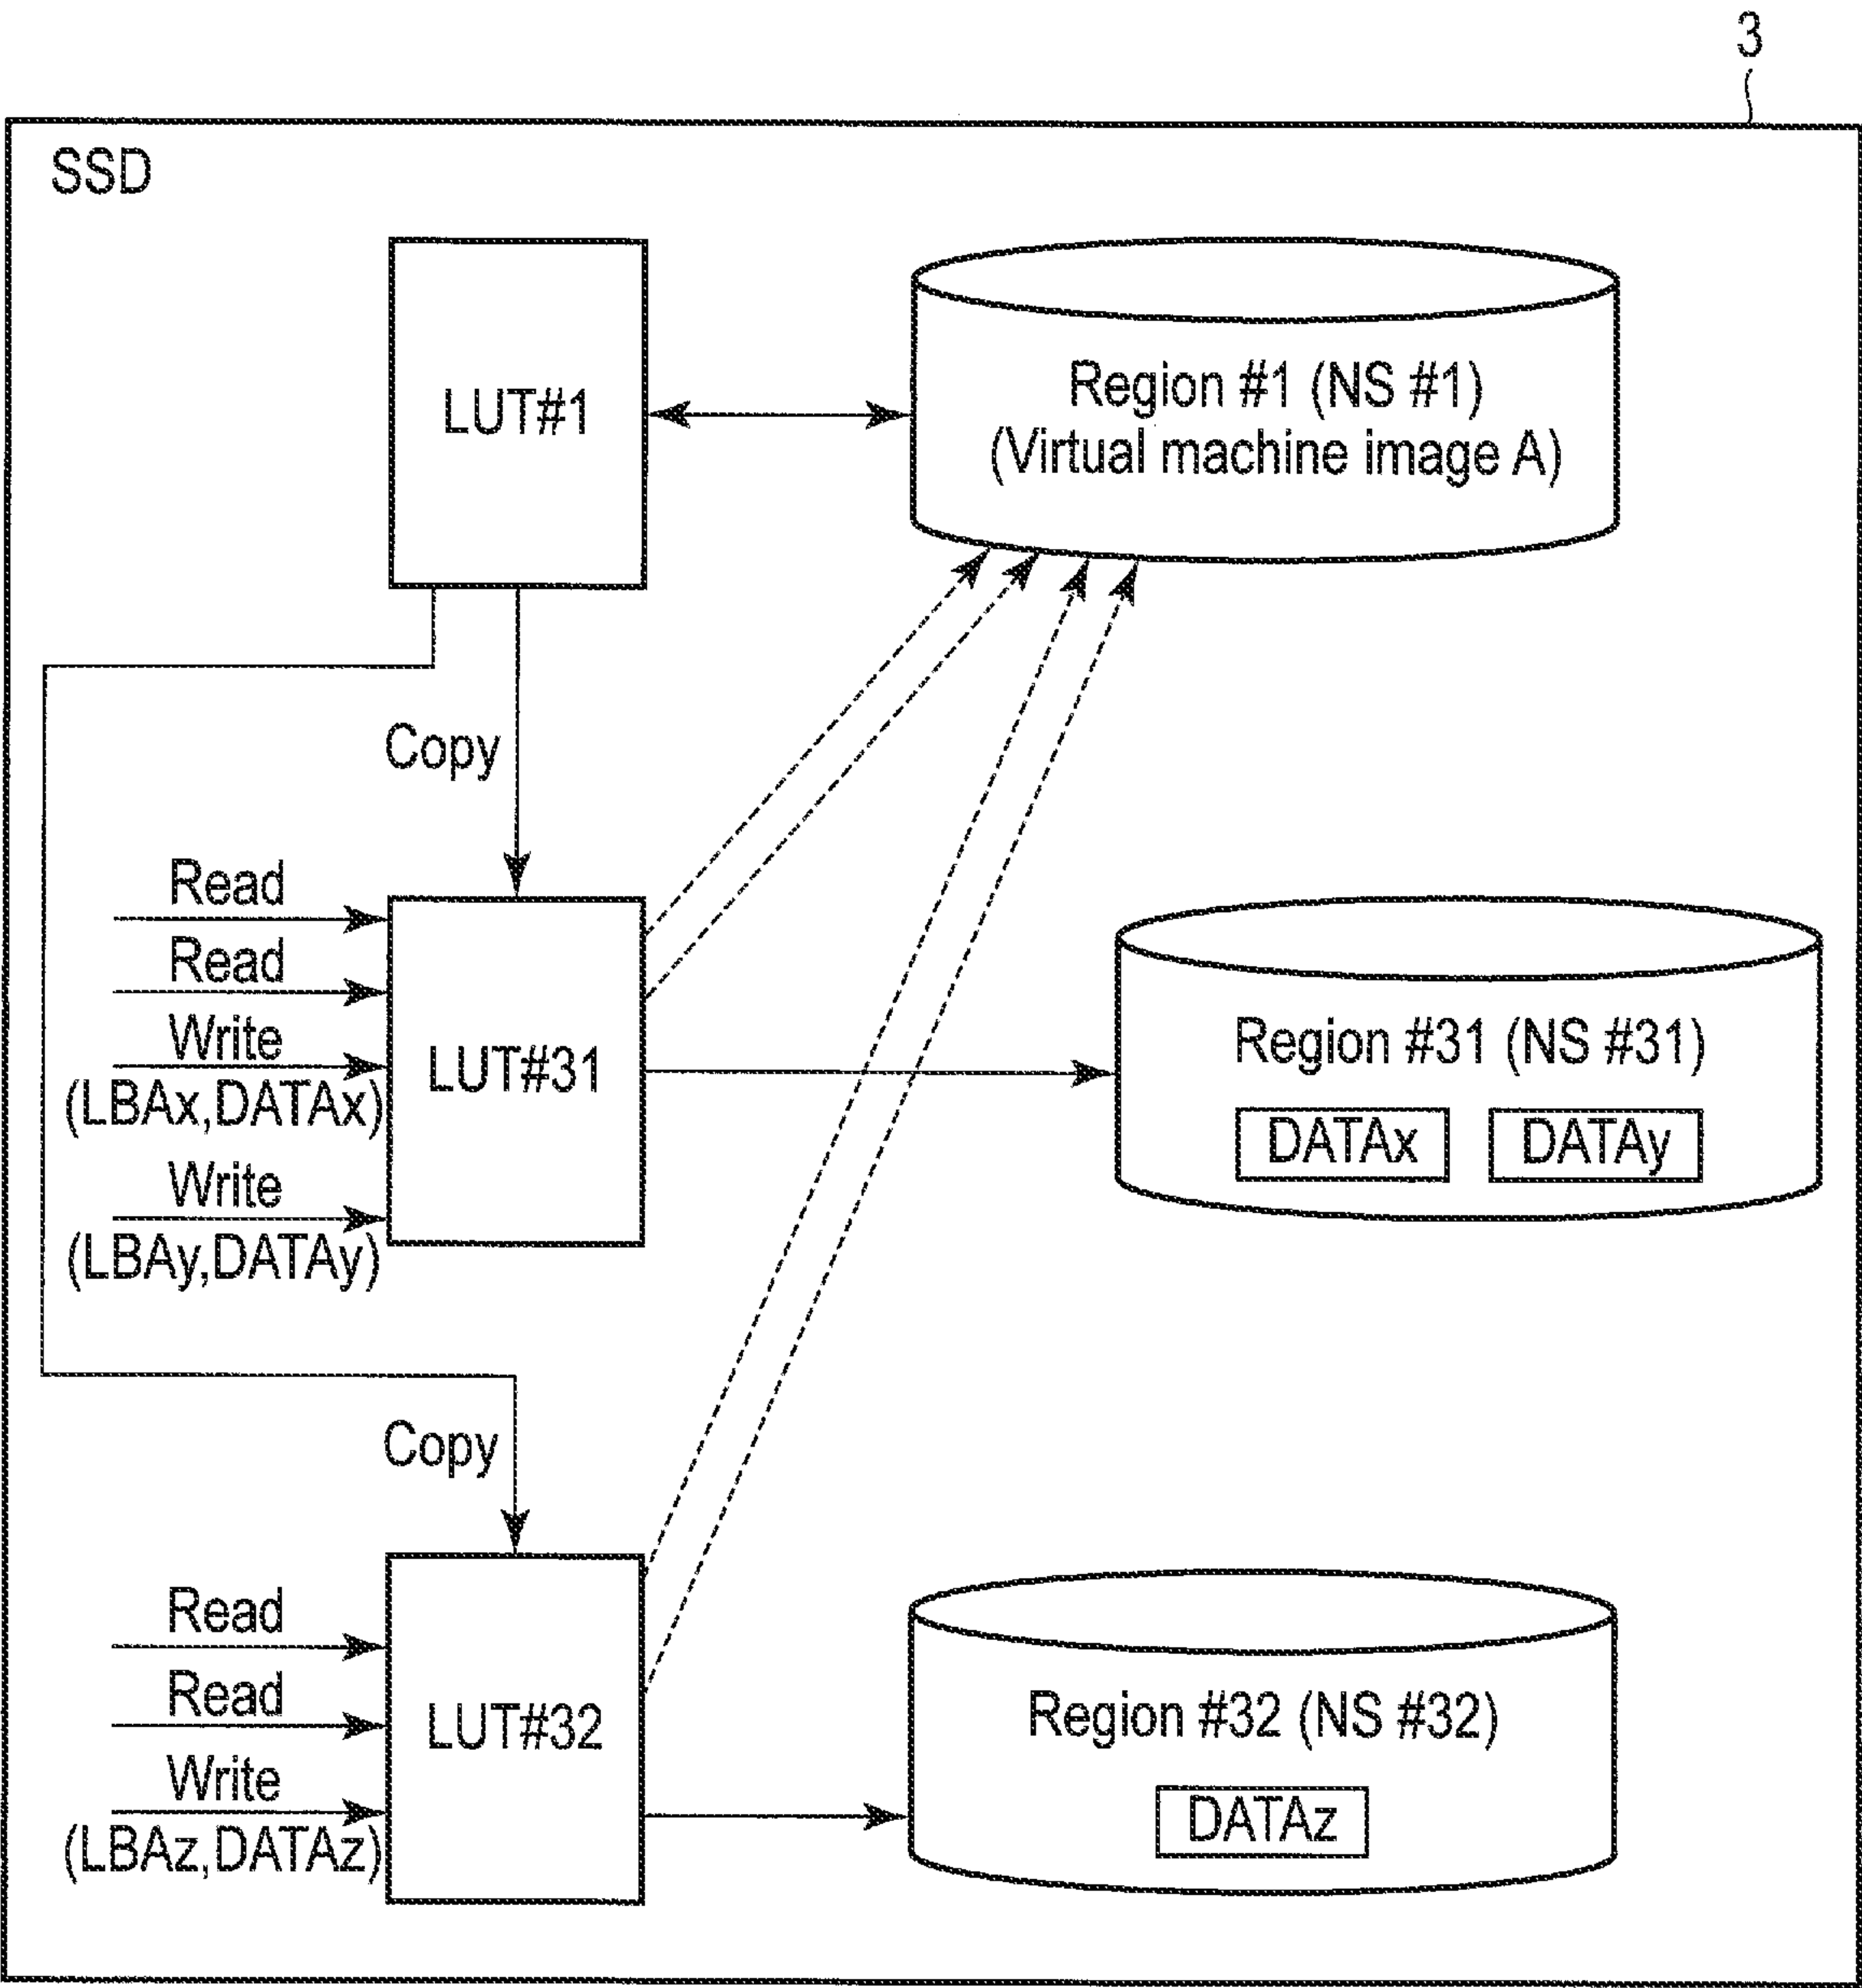 3
SSD
LUT#1
Region #1 (NS #1)
(Virtual machine image A)
Copy
Read
Read
Write
(LBAx,DATAx)
Write
(LBAy,DATAy)
LUT#31
Region #31 (NS #31)
DATAx DATAy
Copy
Read
Read
Write
(LBAz,DATAz)
LUT#32
Region #32 (NS #32)
DATAz